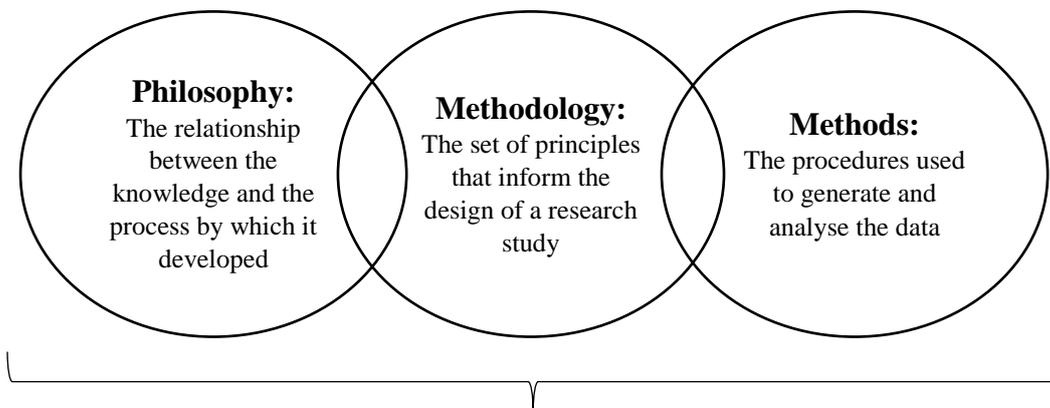 Philosophy:
The relationship
between the
knowledge and the
process by which it
developed
Methodology:
The set of principles
that inform the
design of a research
study
Methods:
The procedures used
to generate and
analyse the data